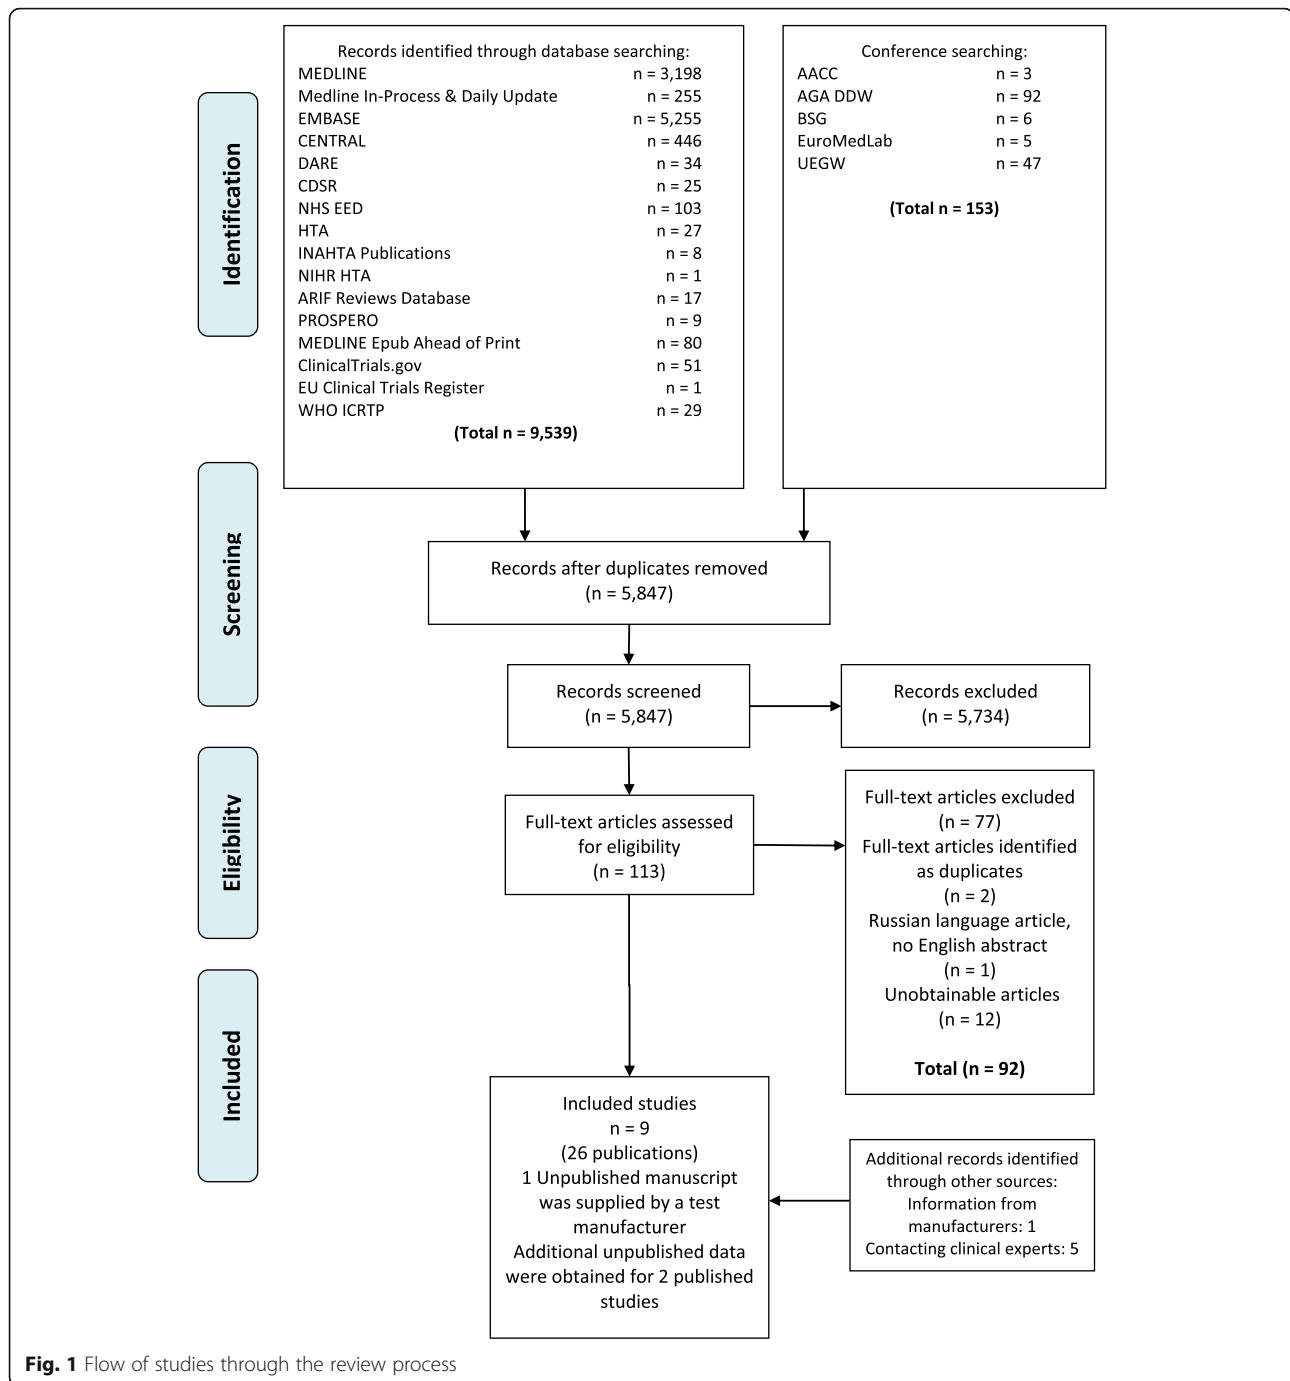 Identification
Records identified through database searching:
MEDLINE n = 3,198
Medline In-Process & Daily Update n = 255
EMBASE n = 5,255
CENTRAL n = 446
DARE n = 34
CDSR n = 25
NHS EED n = 103
HTA n = 27
INAHTA Publications n = 8
NIHR HTA n = 1
ARIF Reviews Database n = 17
PROSPERO n = 9
MEDLINE Epub Ahead of Print n = 80
ClinicalTrials.gov n = 51
EU Clinical Trials Register n = 1
WHO ICRTP n = 29
(Total n = 9,539)
Conference searching:
AACC n = 3
AGA DDW n = 92
BSG n = 6
EuroMedLab n = 5
UEGW n = 47
(Total n = 153)
Screening
Records after duplicates removed
(n = 5,847)
Records screened
(n = 5,847)
Records excluded
(n = 5,734)
Eligibility
Full-text articles assessed
for eligibility
(n = 113)
Full-text articles excluded
(n = 77)
Full-text articles identified
as duplicates
(n = 2)
Russian language article,
no English abstract
(n = 1)
Unobtainable articles
(n = 12)
Total (n = 92)
Included
Included studies
n = 9
(26 publications)
1 Unpublished manuscript
was supplied by a test
manufacturer
Additional unpublished data
were obtained for 2 published
studies
Additional records identified
through other sources:
Information from
manufacturers: 1
Contacting clinical experts: 5
Fig. 1 Flow of studies through the review process